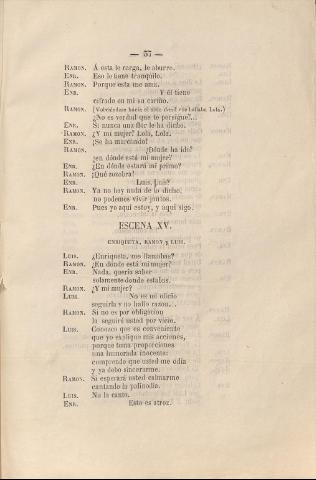 — 37 —
RAMON. Á esta le carga, le aburre.
ENR. Eso le tiene tranquilo.
RAMON. Porque esta me ama.
ENR. Y él tiene
cifrado en mí su cariño.
RAMON. (Volviéndose hácia el sitio donde se hallaba Lola.)
¿No es verdad que te persigue?...
ENR. Si nunca una flor le ha dicho.
RAMON. ¿Y mi mujer? Lola, Lola.
ENR. ¡Se ha marchado!
RAMON. ¿Dónde ha ido?
¿en dónde está mi mujer?
ENR. ¿En dónde estará mi primo?
RAMON. ¡Qué zozobra!
ENR. Luis, Luis?
RAMON. Ya no hay nada de lo dicho,
no podemos vivir juntos.
ENR. Pues yo aquí estoy, y aquí sigo.
ESCENA XV.
ENRIQUETA, RAMON y LUIS.
LUIS. ¿Enriqueta, me llamabas?
RAMON. ¿En dónde está mi mujer?
ENR. Nada, queria saber
solamente donde estabas.
RAMON. ¿Y mi mujer?
LUIS. No es mi oficio
seguirla y no hallo razon...
RAMON. Si no es por obligacion
la seguirá usted por vicio.
LUIS. Conozco que es conveniente
que yo explique mis acciones,
porque toma proporciones
una humorada inocente:
comprendo que usted me odia
y ya debo sincerarme.
RAMON. Si esperará usted calmarme
cantando la palinodia.
LUIS. No la canto.
ENR. Esto es atroz.